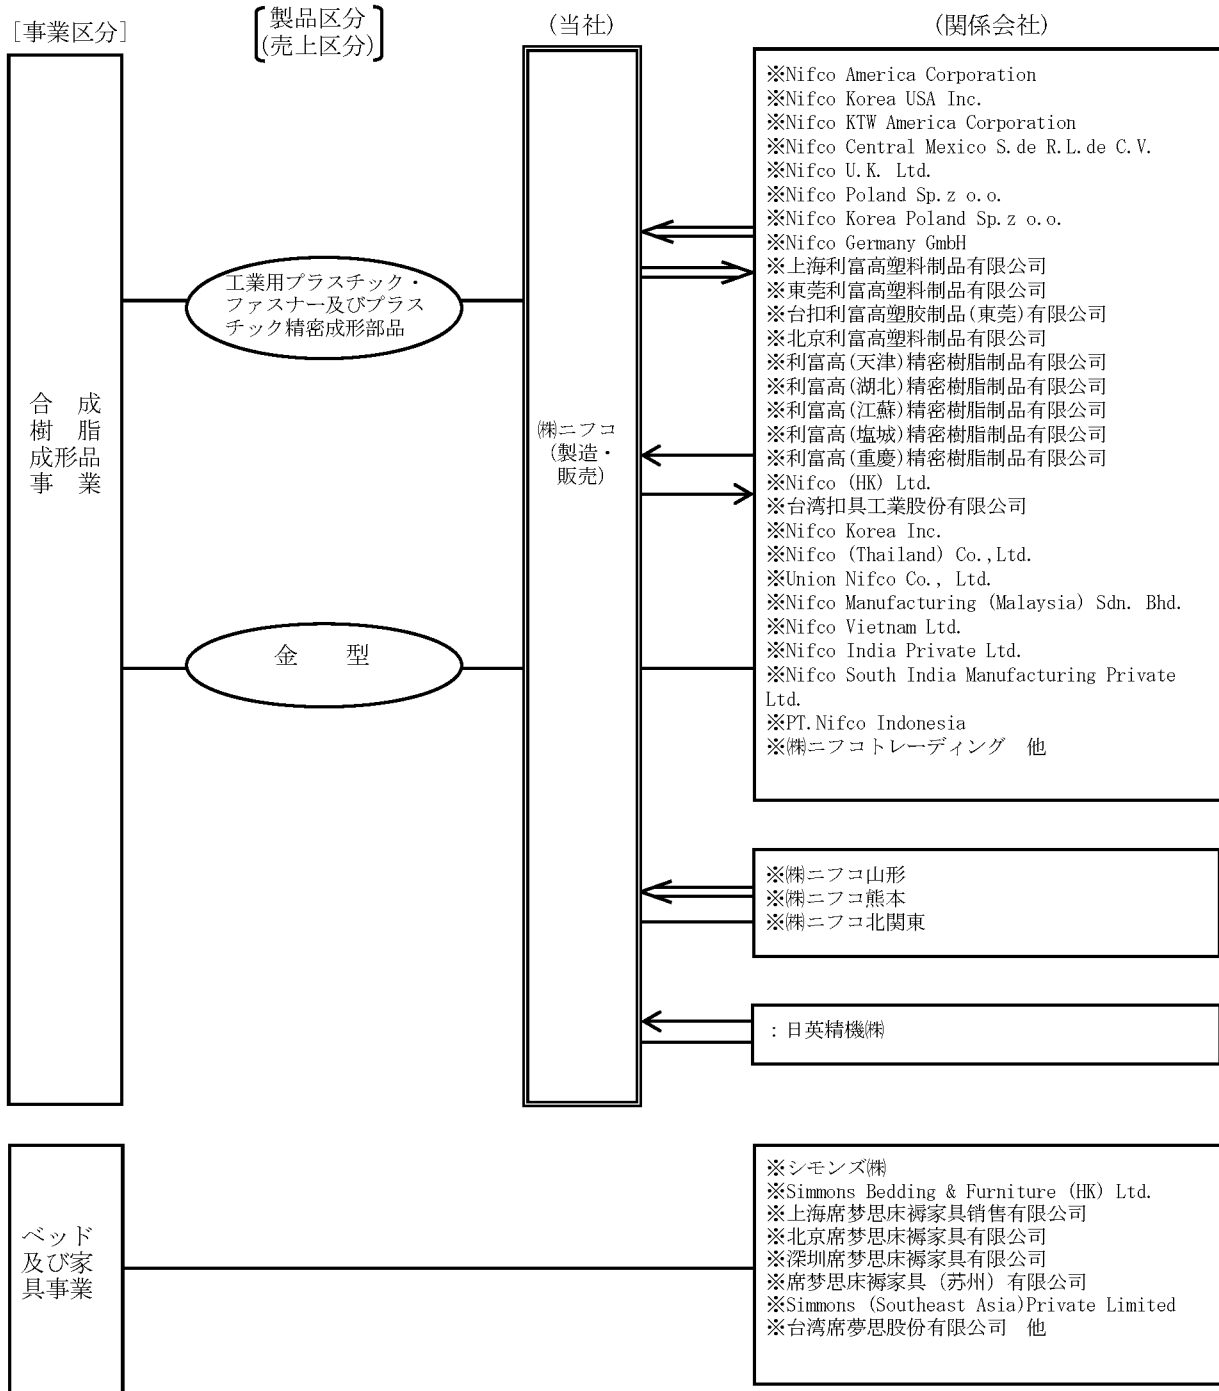 [事業区分]
製品区分
(売上区分)
(当社)
(関係会社)
合成
樹脂
成形品
事業
工業用プラスチック・
ファスナー及びプラス
チック精密成形部品
金型
㈱ニフコ
(製造・
販売)
※Nifco America Corporation
※Nifco Korea USA Inc.
※Nifco KTW America Corporation
※Nifco Central Mexico S.de R.L.de C.V.
※Nifco U.K. Ltd.
※Nifco Poland Sp.z o.o.
※Nifco Korea Poland Sp.z o.o.
※Nifco Germany GmbH
※上海利富高塑料制品有限公司
※東莞利富高塑料制品有限公司
※台扣利富高塑胶制品(東莞)有限公司
※北京利富高塑料制品有限公司
※利富高(天津)精密樹脂制品有限公司
※利富高(湖北)精密樹脂制品有限公司
※利富高(江蘇)精密樹脂制品有限公司
※利富高(塩城)精密樹脂制品有限公司
※利富高(重慶)精密樹脂制品有限公司
※Nifco (HK) Ltd.
※台湾扣具工業股份有限公司
※Nifco Korea Inc.
※Nifco (Thailand) Co.,Ltd.
※Union Nifco Co., Ltd.
※Nifco Manufacturing (Malaysia) Sdn. Bhd.
※Nifco Vietnam Ltd.
※Nifco India Private Ltd.
※Nifco South India Manufacturing Private
Ltd.
※PT.Nifco Indonesia
※㈱ニフコトレーディング　他
※㈱ニフコ山形
※㈱ニフコ熊本
※㈱ニフコ北関東
：日英精機㈱
ベッド
及び家
具事業
※シモンズ㈱
※Simmons Bedding & Furniture (HK) Ltd.
※上海席梦思床褥家具销售有限公司
※北京席梦思床褥家具有限公司
※深圳席梦思床褥家具有限公司
※席梦思床褥家具（苏州）有限公司
※Simmons (Southeast Asia)Private Limited
※台湾席夢思股份有限公司　他